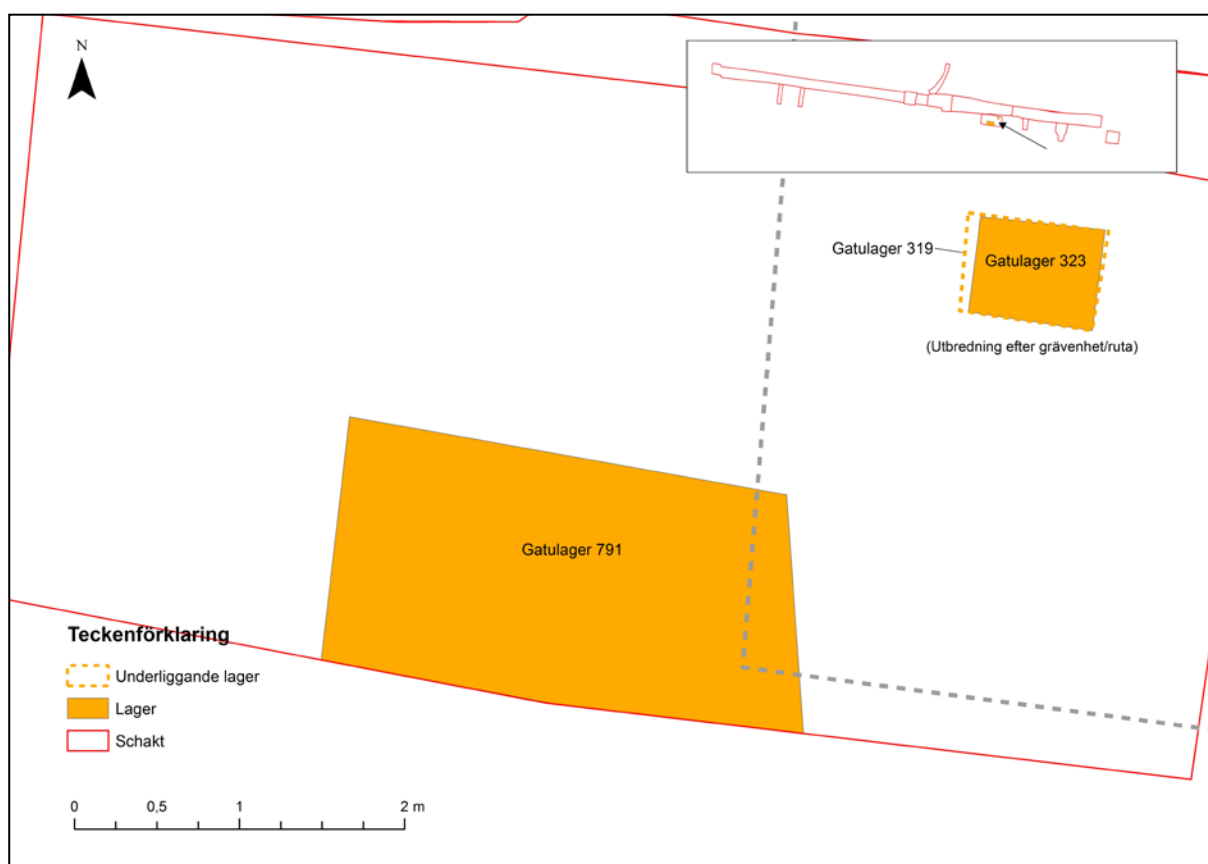 N
Gatulager 319
Gatulager 323
(Utbredning efter grävenhet/ruta)
Gatulager 791
Teckenförklaring
Underliggande lager
Lager
Schakt
0 0,5 1 2 m